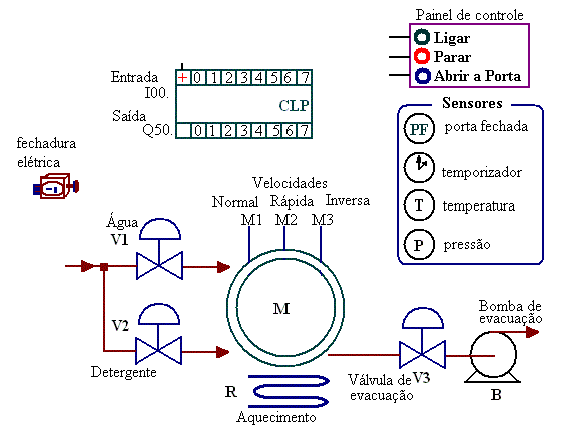 Painel de controle
Ligar
Parar
Abrir a Porta
Entrada
I00.
+ 0 1 2 3 4 5 6 7
CLP
Saída
Q50.
0 1 2 3 4 5 6 7
Sensores
PF porta fechada
temporizador
T temperatura
P pressão
fechadura
elétrica
Velocidades
Normal Rápida Inversa
M1 M2 M3
Água
V1
V2
Detergente
M
R
Aquecimento
Válvula de
evacuação
V3
Bomba de
evacuação
B